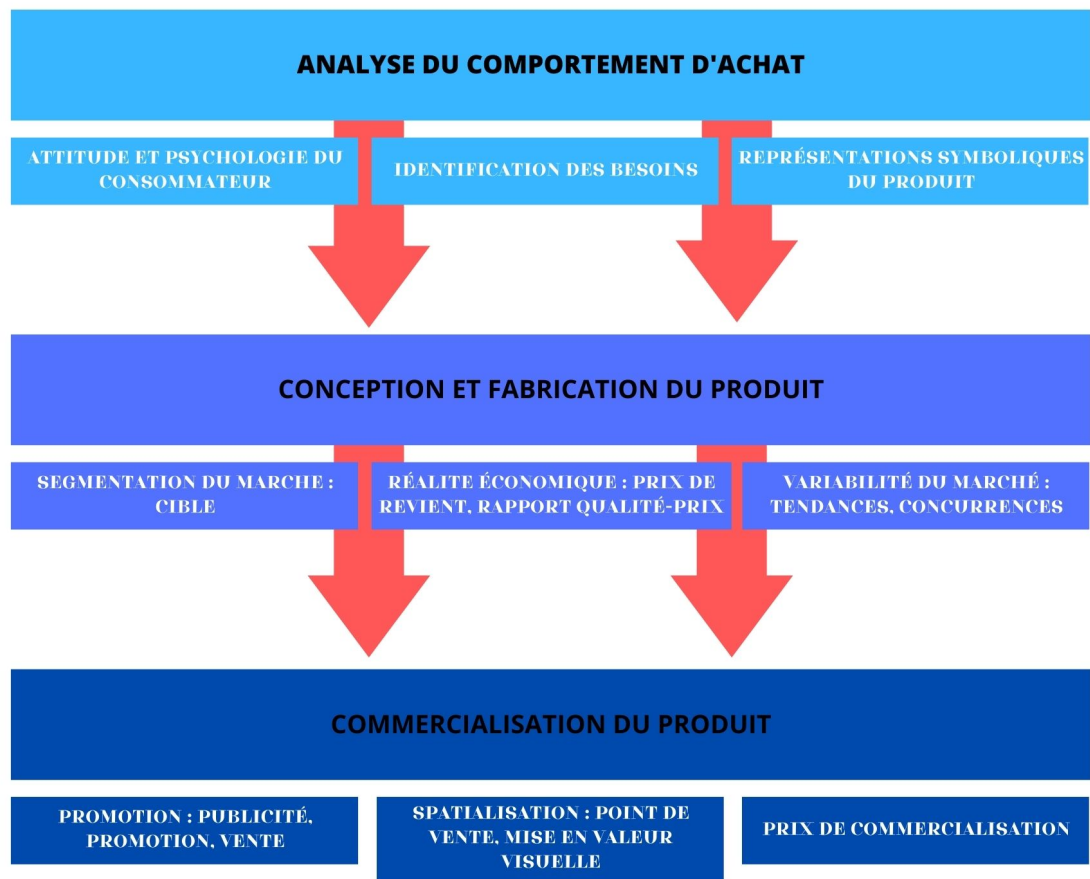 ANALYSE DU COMPORTEMENT D'ACHAT
ATTITUDE ET PSYCHOLOGIE DU
CONSOMMATEUR
IDENTIFICATION DES BESOINS
REPRÉSENTATIONS SYMBOLIQUES
DU PRODUIT
CONCEPTION ET FABRICATION DU PRODUIT
SEGMENTATION DU MARCHE :
CIBLE
RÉALITE ÉCONOMIQUE : PRIX DE
REVIENT, RAPPORT QUALITÉ-PRIX
VARIABILITÉ DU MARCHÉ :
TENDANCES, CONCURRENCES
COMMERCIALISATION DU PRODUIT
PROMOTION : PUBLICITÉ,
PROMOTION, VENTE
SPATIALISATION : POINT DE
VENTE, MISE EN VALEUR
VISUELLE
PRIX DE COMMERCIALISATION